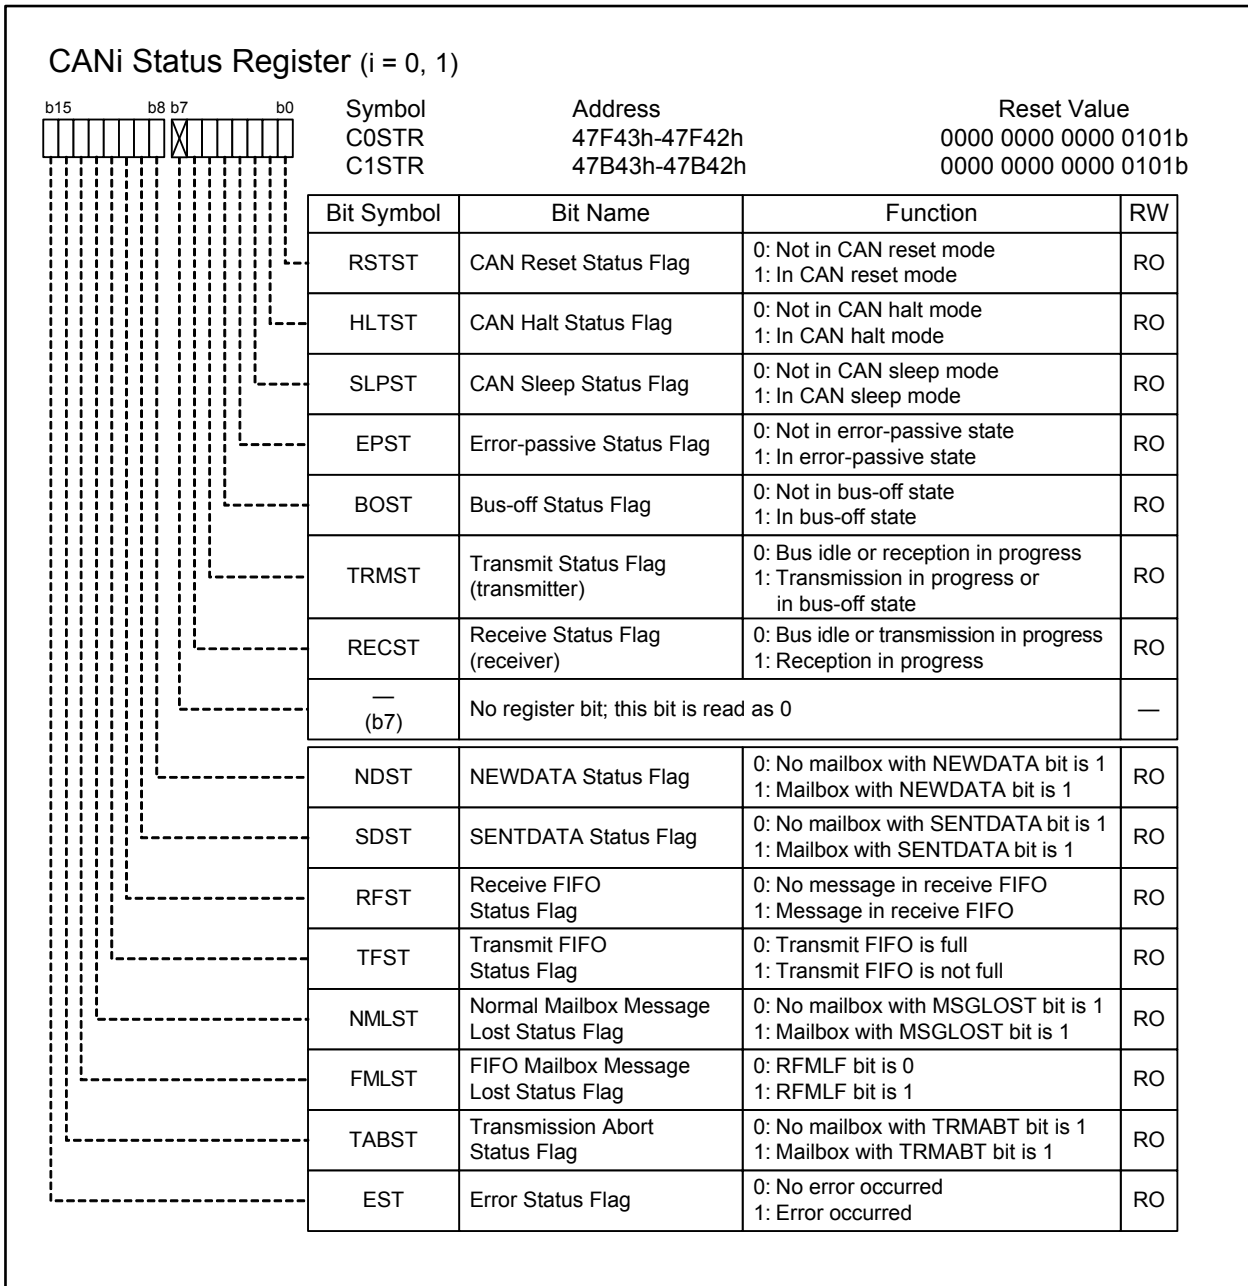 CANi Status Register (i = 0, 1)
b15 b8 b7 b0
Symbol Address Reset Value
C0STR 47F43h-47F42h 0000 0000 0000 0101b
C1STR 47B43h-47B42h 0000 0000 0000 0101b
Bit Symbol Bit Name Function RW
RSTST CAN Reset Status Flag 0: Not in CAN reset mode
1: In CAN reset mode RO
HLTST CAN Halt Status Flag 0: Not in CAN halt mode
1: In CAN halt mode RO
SLPST CAN Sleep Status Flag 0: Not in CAN sleep mode
1: In CAN sleep mode RO
EPST Error-passive Status Flag 0: Not in error-passive state
1: In error-passive state RO
BOST Bus-off Status Flag 0: Not in bus-off state
1: In bus-off state RO
TRMST Transmit Status Flag
(transmitter) 0: Bus idle or reception in progress
1: Transmission in progress or
in bus-off state RO
RECST Receive Status Flag
(receiver) 0: Bus idle or transmission in progress
1: Reception in progress RO
—
(b7) No register bit; this bit is read as 0 —
NDST NEWDATA Status Flag 0: No mailbox with NEWDATA bit is 1
1: Mailbox with NEWDATA bit is 1 RO
SDST SENTDATA Status Flag 0: No mailbox with SENTDATA bit is 1
1: Mailbox with SENTDATA bit is 1 RO
RFST Receive FIFO
Status Flag 0: No message in receive FIFO
1: Message in receive FIFO RO
TFST Transmit FIFO
Status Flag 0: Transmit FIFO is full
1: Transmit FIFO is not full RO
NMLST Normal Mailbox Message
Lost Status Flag 0: No mailbox with MSGLOST bit is 1
1: Mailbox with MSGLOST bit is 1 RO
FMLST FIFO Mailbox Message
Lost Status Flag 0: RFMLF bit is 0
1: RFMLF bit is 1 RO
TABST Transmission Abort
Status Flag 0: No mailbox with TRMABT bit is 1
1: Mailbox with TRMABT bit is 1 RO
EST Error Status Flag 0: No error occurred
1: Error occurred RO